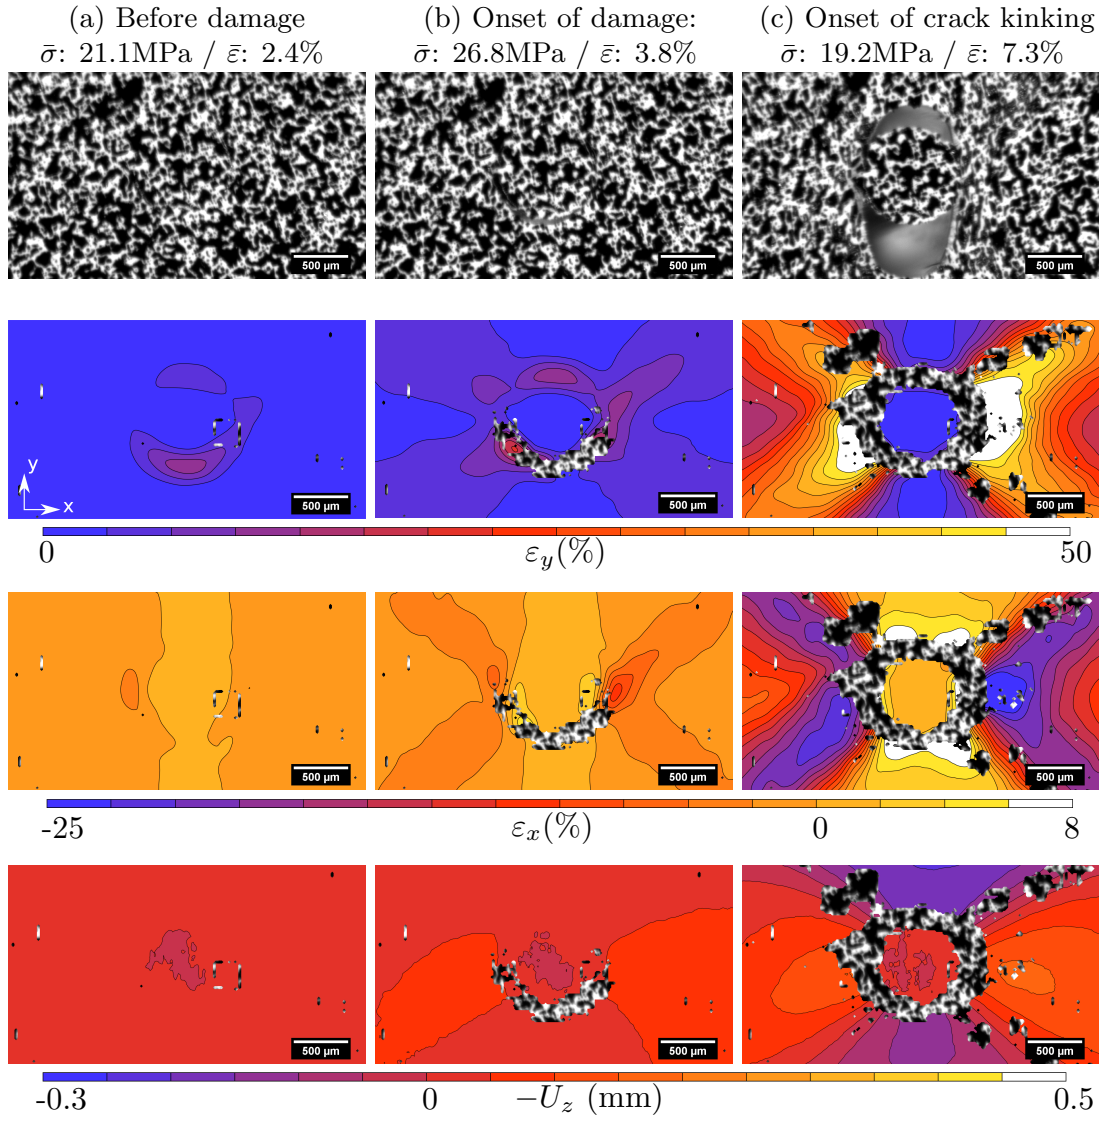 (a) Before damage
σ̄: 21.1MPa / ε̄: 2.4%
(b) Onset of damage:
σ̄: 26.8MPa / ε̄: 3.8%
(c) Onset of crack kinking
σ̄: 19.2MPa / ε̄: 7.3%
500 µm
500 µm
500 µm
y
x
500 µm
500 µm
500 µm
0 εy(%) 50
500 µm
500 µm
500 µm
-25 εx(%) 0 8
500 µm
500 µm
500 µm
-0.3 0 −Uz (mm) 0.5